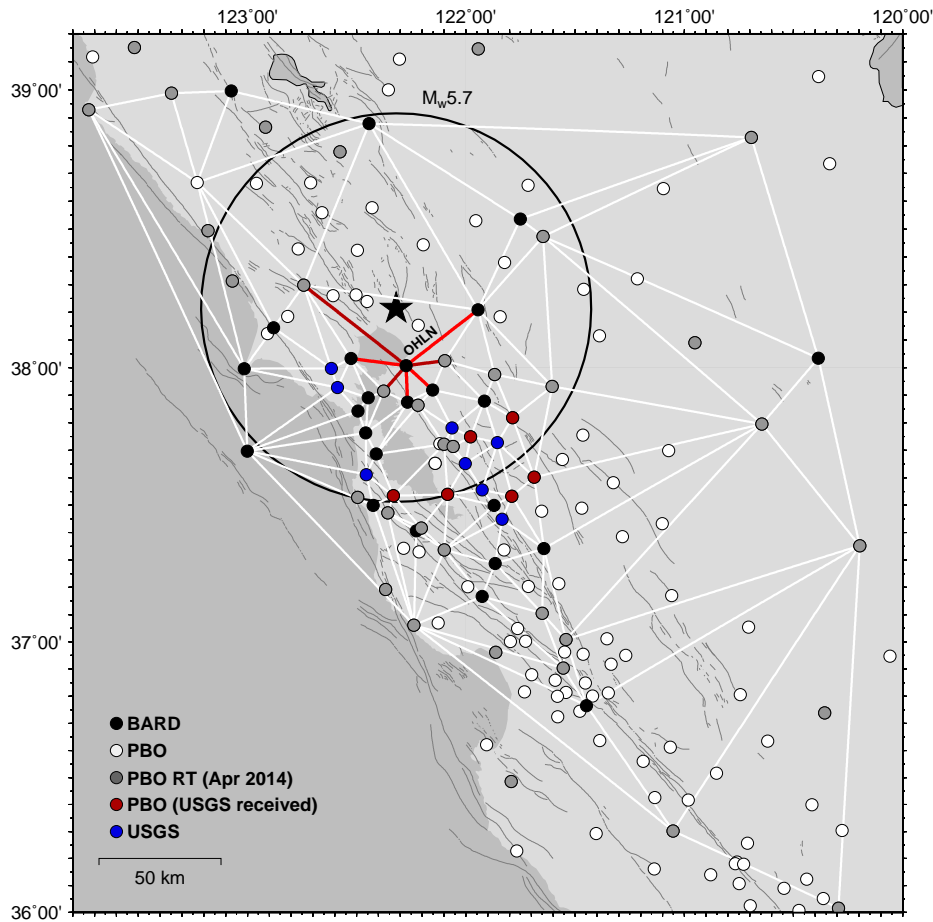 123˚00' 122˚00' 121˚00' 120˚00'
39˚00'
M_w5.7
OHLN
38˚00'
37˚00'
BARD
PBO
PBO RT (Apr 2014)
PBO (USGS received)
USGS
50 km
36˚00'